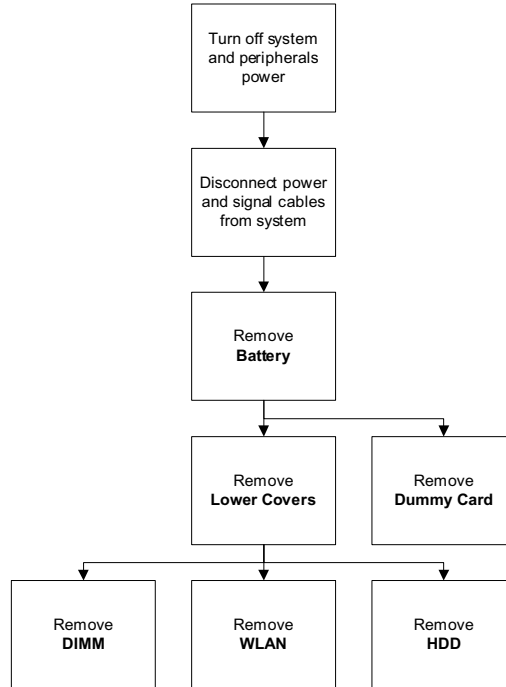 Turn off system
and peripherals
power
Disconnect power
and signal cables
from system
Remove
Battery
Remove
Lower Covers
Remove
Dummy Card
Remove
DIMM
Remove
WLAN
Remove
HDD